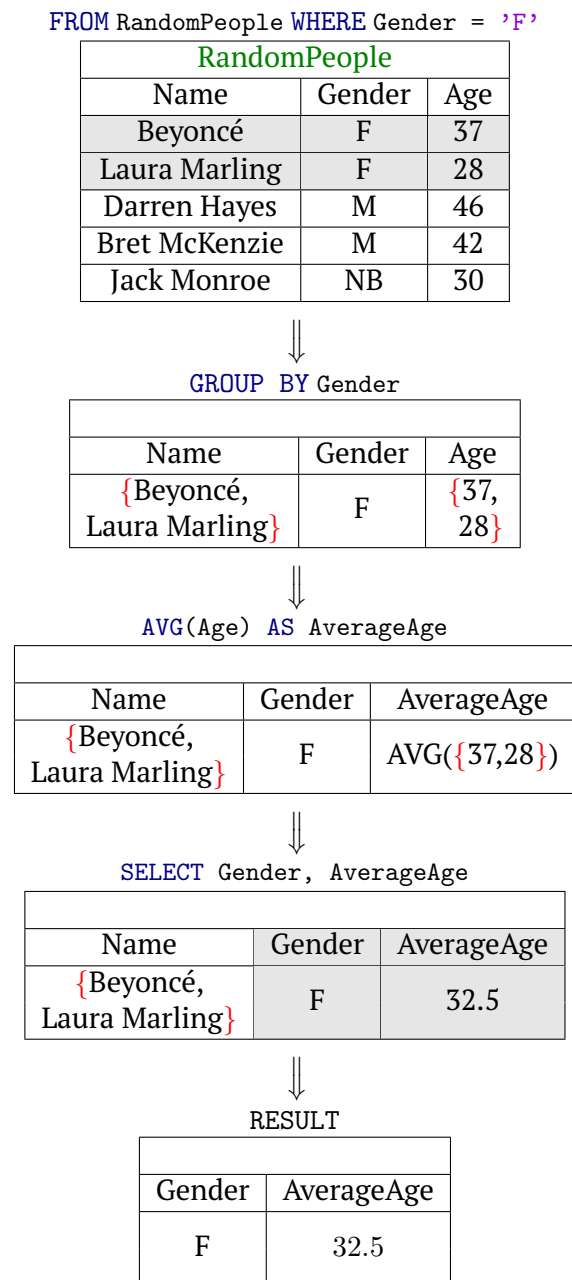 FROM RandomPeople WHERE Gender = 'F'
RandomPeople
Name Gender Age
Beyoncé F 37
Laura Marling F 28
Darren Hayes M 46
Bret McKenzie M 42
Jack Monroe NB 30
⇓
GROUP BY Gender
Name Gender Age
{Beyoncé, Laura Marling} F {37, 28}
⇓
AVG(Age) AS AverageAge
Name Gender AverageAge
{Beyoncé, Laura Marling} F AVG({37,28})
⇓
SELECT Gender, AverageAge
Name Gender AverageAge
{Beyoncé, Laura Marling} F 32.5
⇓
RESULT
Gender AverageAge
F 32.5